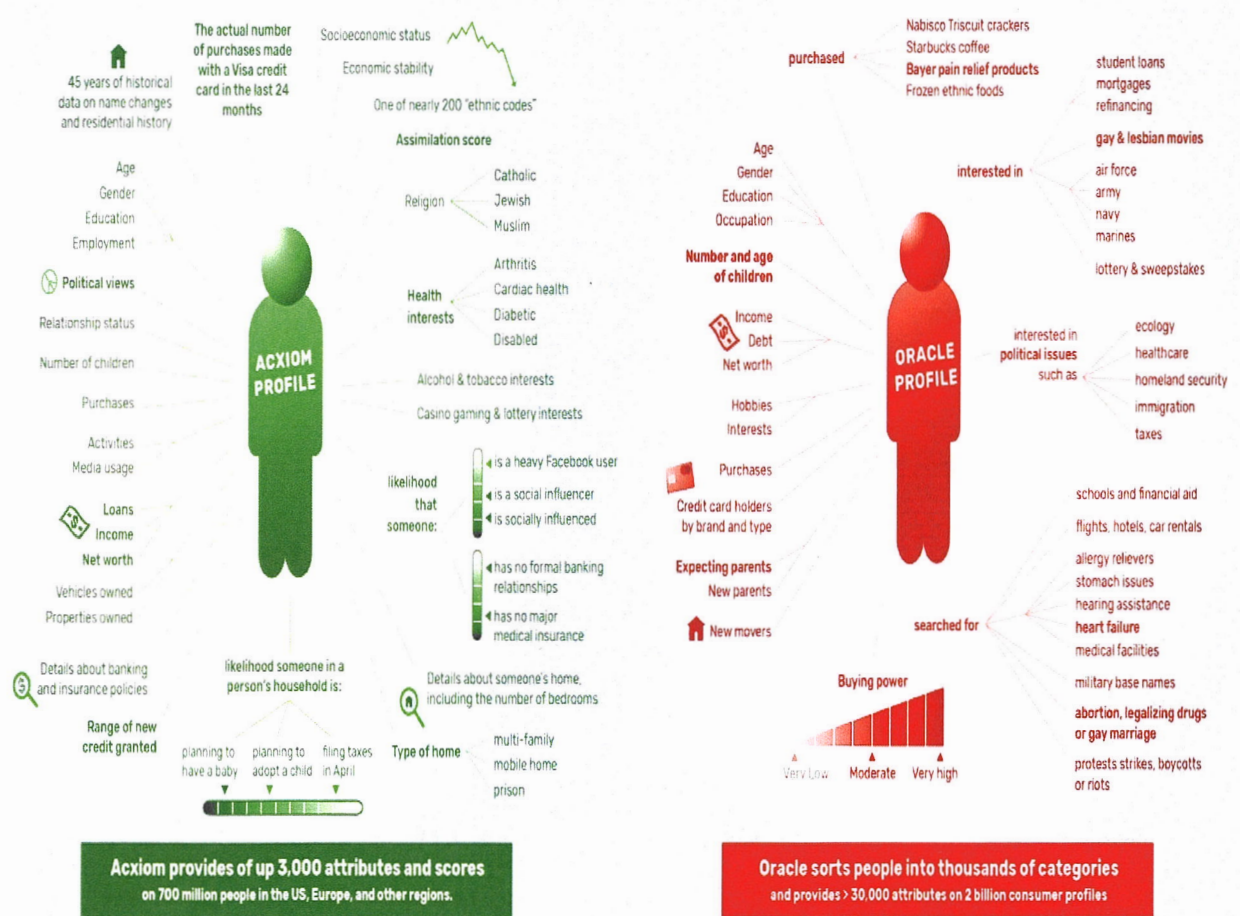 The actual number
of purchases made
with a Visa credit
card in the last 24
months
45 years of historical
data on name changes
and residential history
Socioeconomic status
Economic stability
One of nearly 200 "ethnic codes"
Assimilation score
Age
Gender
Education
Employment
Political views
Relationship status
Number of children
Purchases
Activities
Media usage
Loans
Income
Net worth
Vehicles owned
Properties owned
Details about banking
and insurance policies
Range of new
credit granted
ACXIOM
PROFILE
Religion
Catholic
Jewish
Muslim
Health
interests
Arthritis
Cardiac health
Diabetic
Disabled
Alcohol & tobacco interests
Casino gaming & lottery interests
likelihood
that
someone:
is a heavy Facebook user
is a social influencer
is socially influenced
has no formal banking
relationships
has no major
medical insurance
likelihood someone in a
person's household is:
planning to
have a baby
planning to
adopt a child
filing taxes
in April
Details about someone's home,
including the number of bedrooms
Type of home
multi-family
mobile home
prison
Acxiom provides of up 3,000 attributes and scores
on 700 million people in the US, Europe, and other regions.
purchased
Nabisco Triscuit crackers
Starbucks coffee
Bayer pain relief products
Frozen ethnic foods
Age
Gender
Education
Occupation
Number and age
of children
Income
Debt
Net worth
Hobbies
Interests
Purchases
Credit card holders
by brand and type
Expecting parents
New parents
New movers
ORACLE
PROFILE
interested in
student loans
mortgages
refinancing
gay & lesbian movies
air force
army
navy
marines
lottery & sweepstakes
interested in
political issues
such as
ecology
healthcare
homeland security
immigration
taxes
searched for
schools and financial aid
flights, hotels, car rentals
allergy relievers
stomach issues
hearing assistance
heart failure
medical facilities
military base names
abortion, legalizing drugs
or gay marriage
protests strikes, boycotts
or riots
Buying power
Very Low
Moderate
Very high
Oracle sorts people into thousands of categories
and provides > 30,000 attributes on 2 billion consumer profiles